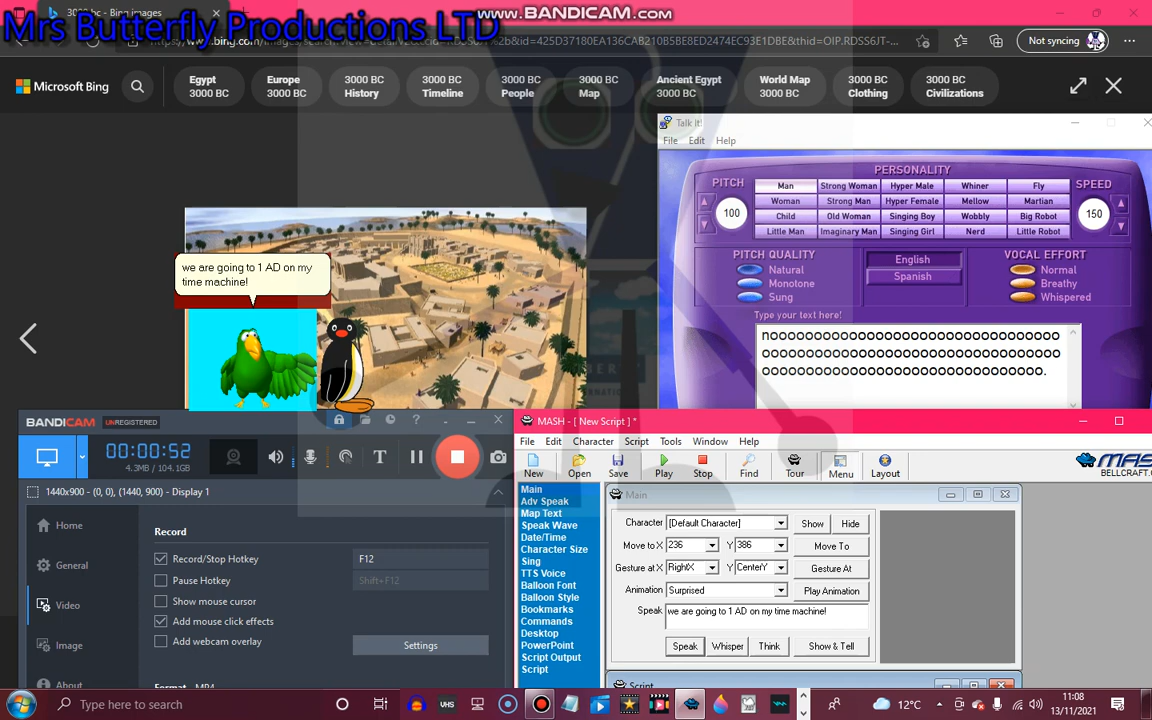 3000 bc - Bing images
www.BANDICAM.com
Mrs Butterfly Productions LTD
Not syncing
Microsoft Bing
Egypt
3000 BC
Europe
3000 BC
3000 BC
History
3000 BC
Timeline
3000 BC
People
3000 BC
Map
Ancient Egypt
3000 BC
World Map
3000 BC
3000 BC
Clothing
3000 BC
Civilizations
Talk It!
File Edit Help
PERSONALITY
PITCH
100
Man Strong Woman Hyper Male Whiner Fly
Woman Strong Man Hyper Female Mellow Martian
Child Old Woman Singing Boy Wobbly Big Robot
Little Man Imaginary Man Singing Girl Nerd Little Robot
SPEED
150
PITCH QUALITY
Natural
Monotone
Sung
English
Spanish
VOCAL EFFORT
Normal
Breathy
Whispered
Type your text here!
we are going to 1 AD on my
time machine!
BANDICAM UNREGISTERED
00:00:52
4.3MB / 104.1GB
1440x900 - (0, 0), (1440, 900) - Display 1
Home
General
Video
Image
About
Record
Record/Stop Hotkey F12
Pause Hotkey Shift+F12
Show mouse cursor
Add mouse click effects
Add webcam overlay
Settings
Format - MP4
MASH - [ New Script ] *
File Edit Character Script Tools Window Help
New Open Save Play Stop Find Tour Menu Layout
BELLCRAFT
Main
Adv Speak
Map Text
Speak Wave
Date/Time
Character Size
Sing
TTS Voice
Balloon Font
Balloon Style
Bookmarks
Commands
Desktop
PowerPoint
Script Output
Script
Main
Character [Default Character] Show Hide
Move to X 236 Y 386 Move To
Gesture at X RightX Y CenterY Gesture At
Animation Surprised Play Animation
Speak we are going to 1 AD on my time machine!
Speak Whisper Think Show & Tell
Script
Type here to search
VHS
12°C
11:08
13/11/2021